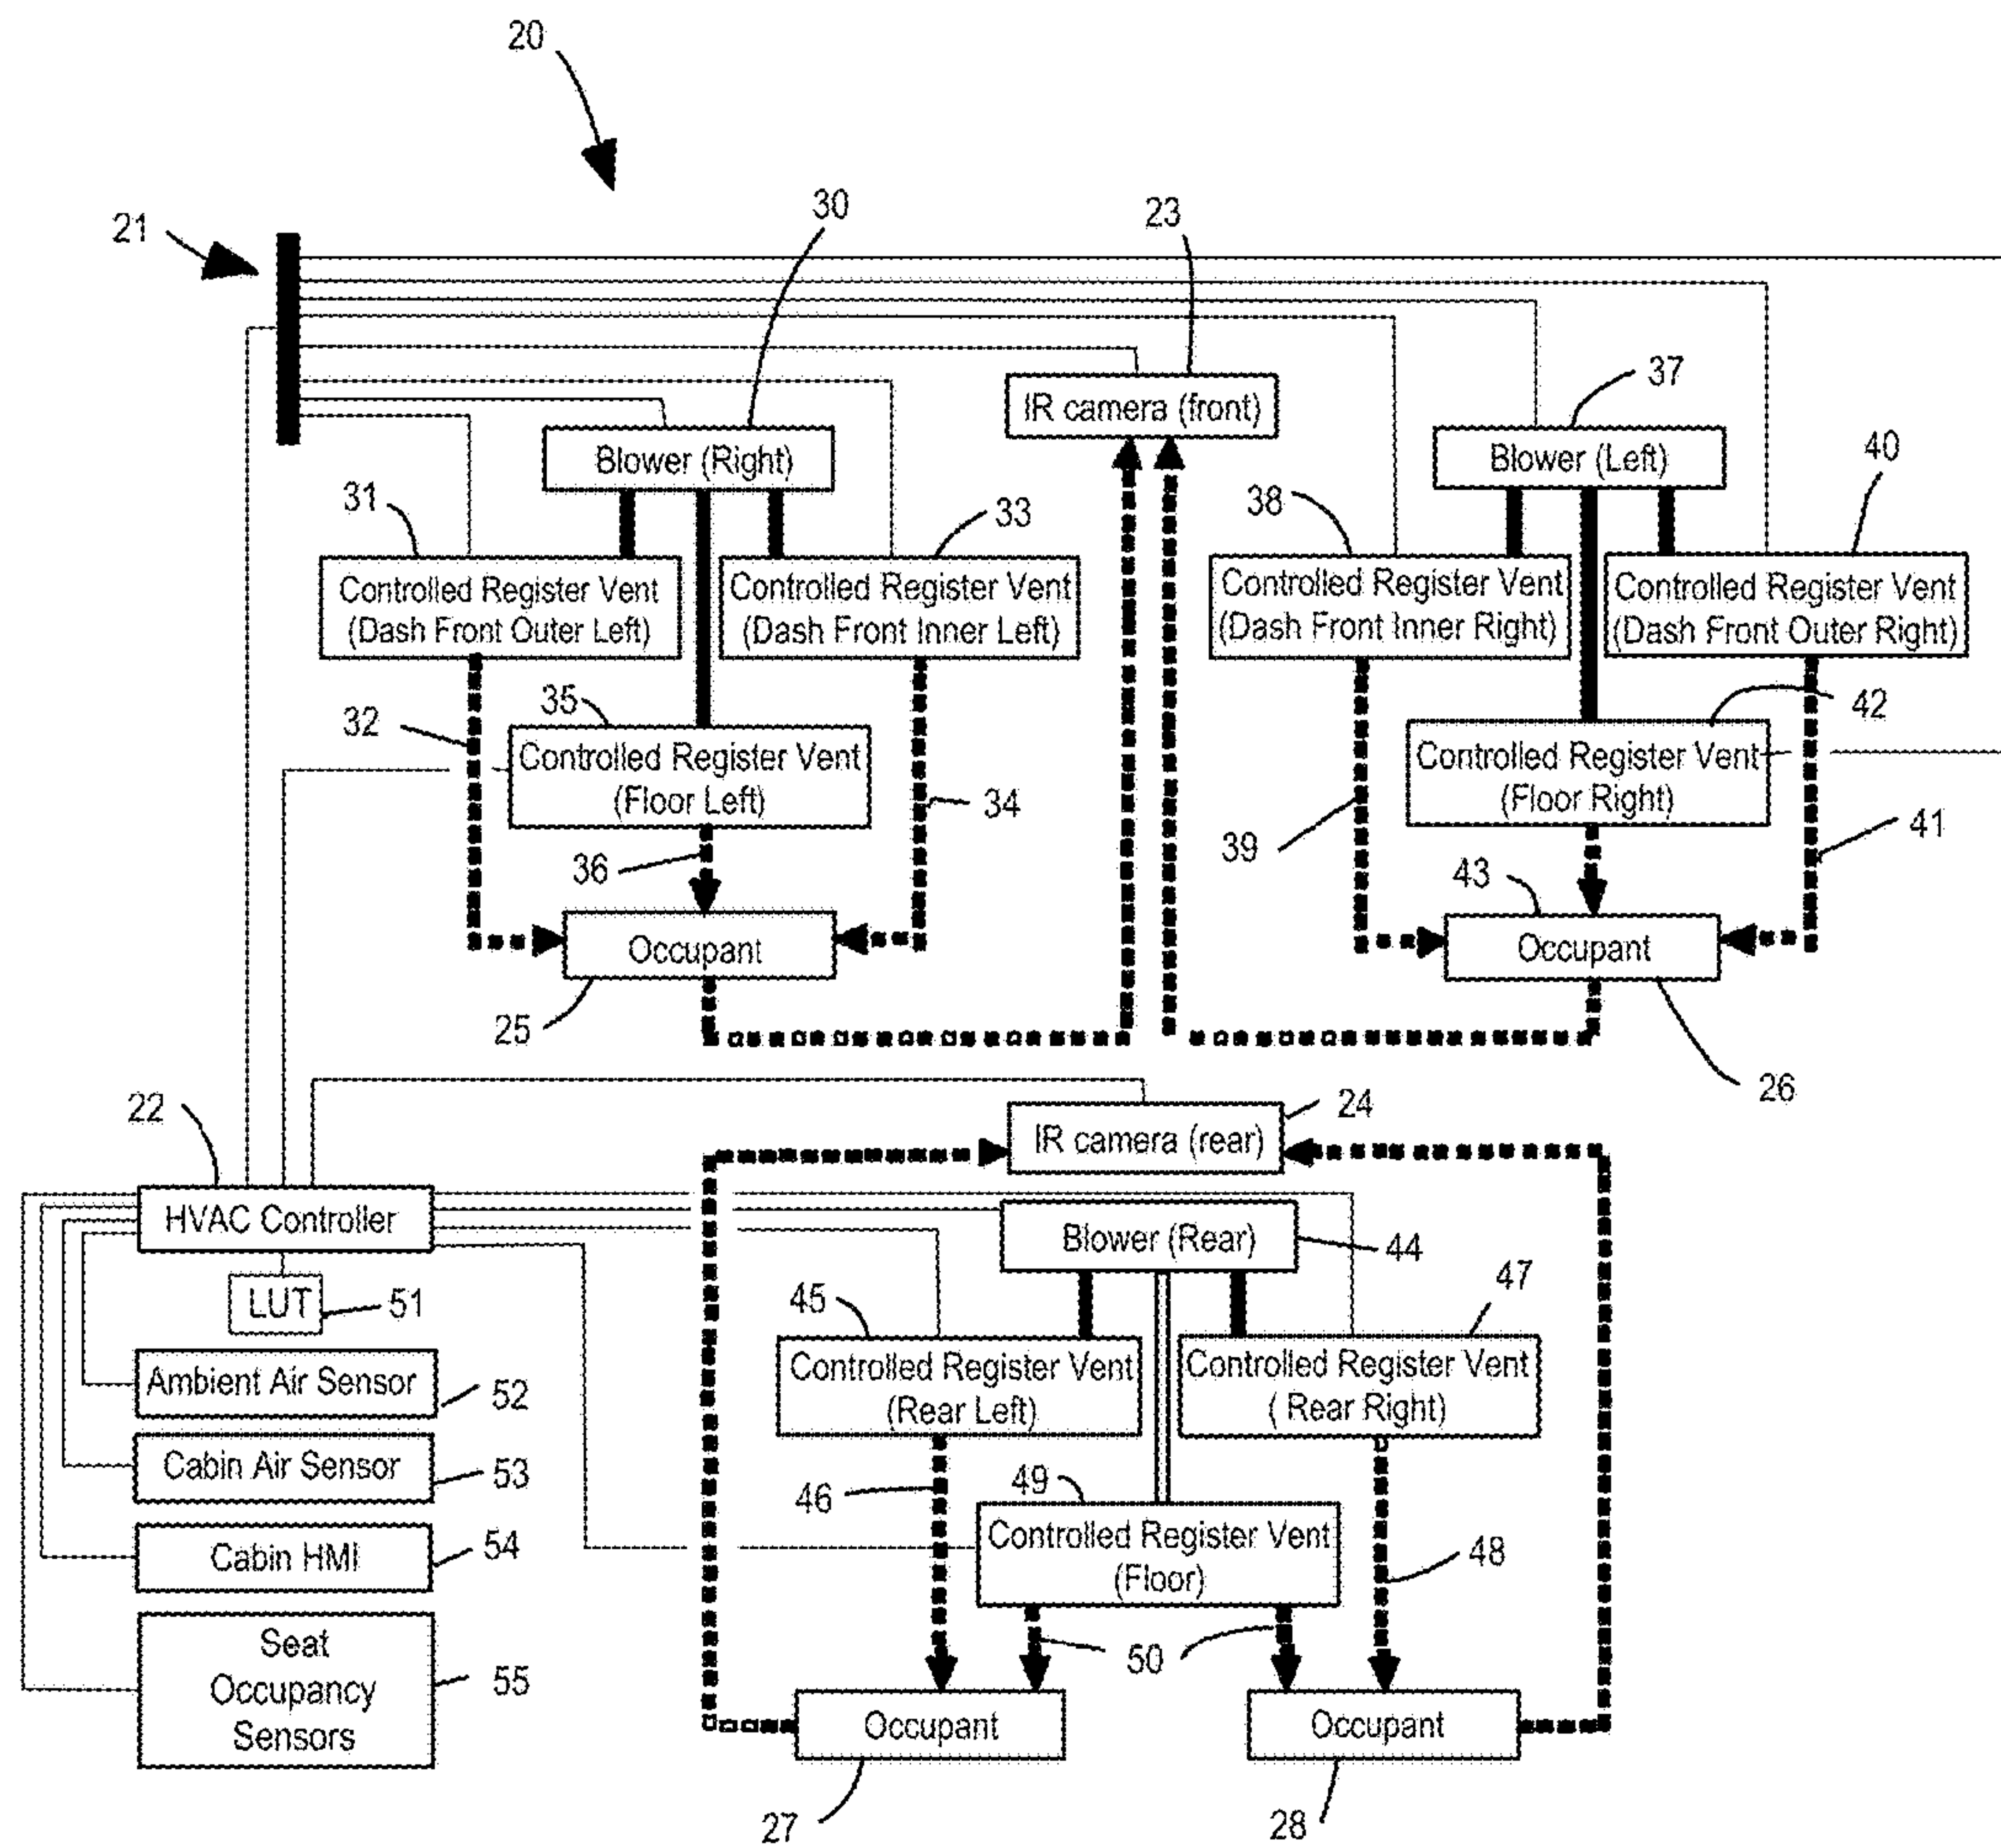 20
21
30
23
IR camera (front)
37
Blower (Right)
Blower (Left)
40
31
33
38
Controlled Register Vent
(Dash Front Outer Left)
Controlled Register Vent
(Dash Front Inner Left)
Controlled Register Vent
(Dash Front Inner Right)
Controlled Register Vent
(Dash Front Outer Right)
32
35
42
Controlled Register Vent
(Floor Left)
34
Controlled Register Vent
(Floor Right)
36
39
41
43
Occupant
Occupant
25
26
22
24
IR camera (rear)
HVAC Controller
Blower (Rear)
44
LUT
51
45
47
Ambient Air Sensor
52
Controlled Register Vent
(Rear Left)
Controlled Register Vent
( Rear Right)
Cabin Air Sensor
53
46
49
Cabin HMI
54
Controlled Register Vent
(Floor)
48
Seat
Occupancy
Sensors
55
50
Occupant
Occupant
27
28